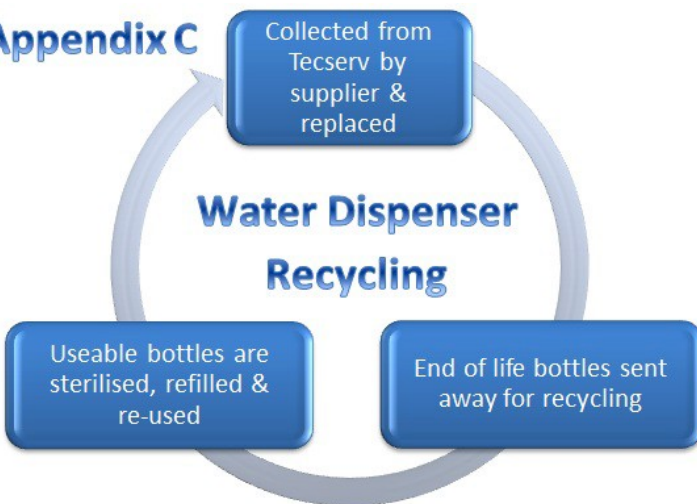 Appendix C
Collected from
Tecserv by
supplier &
replaced
Water Dispenser
Recycling
Useable bottles are
sterilised, refilled &
re-used
End of life bottles sent
away for recycling